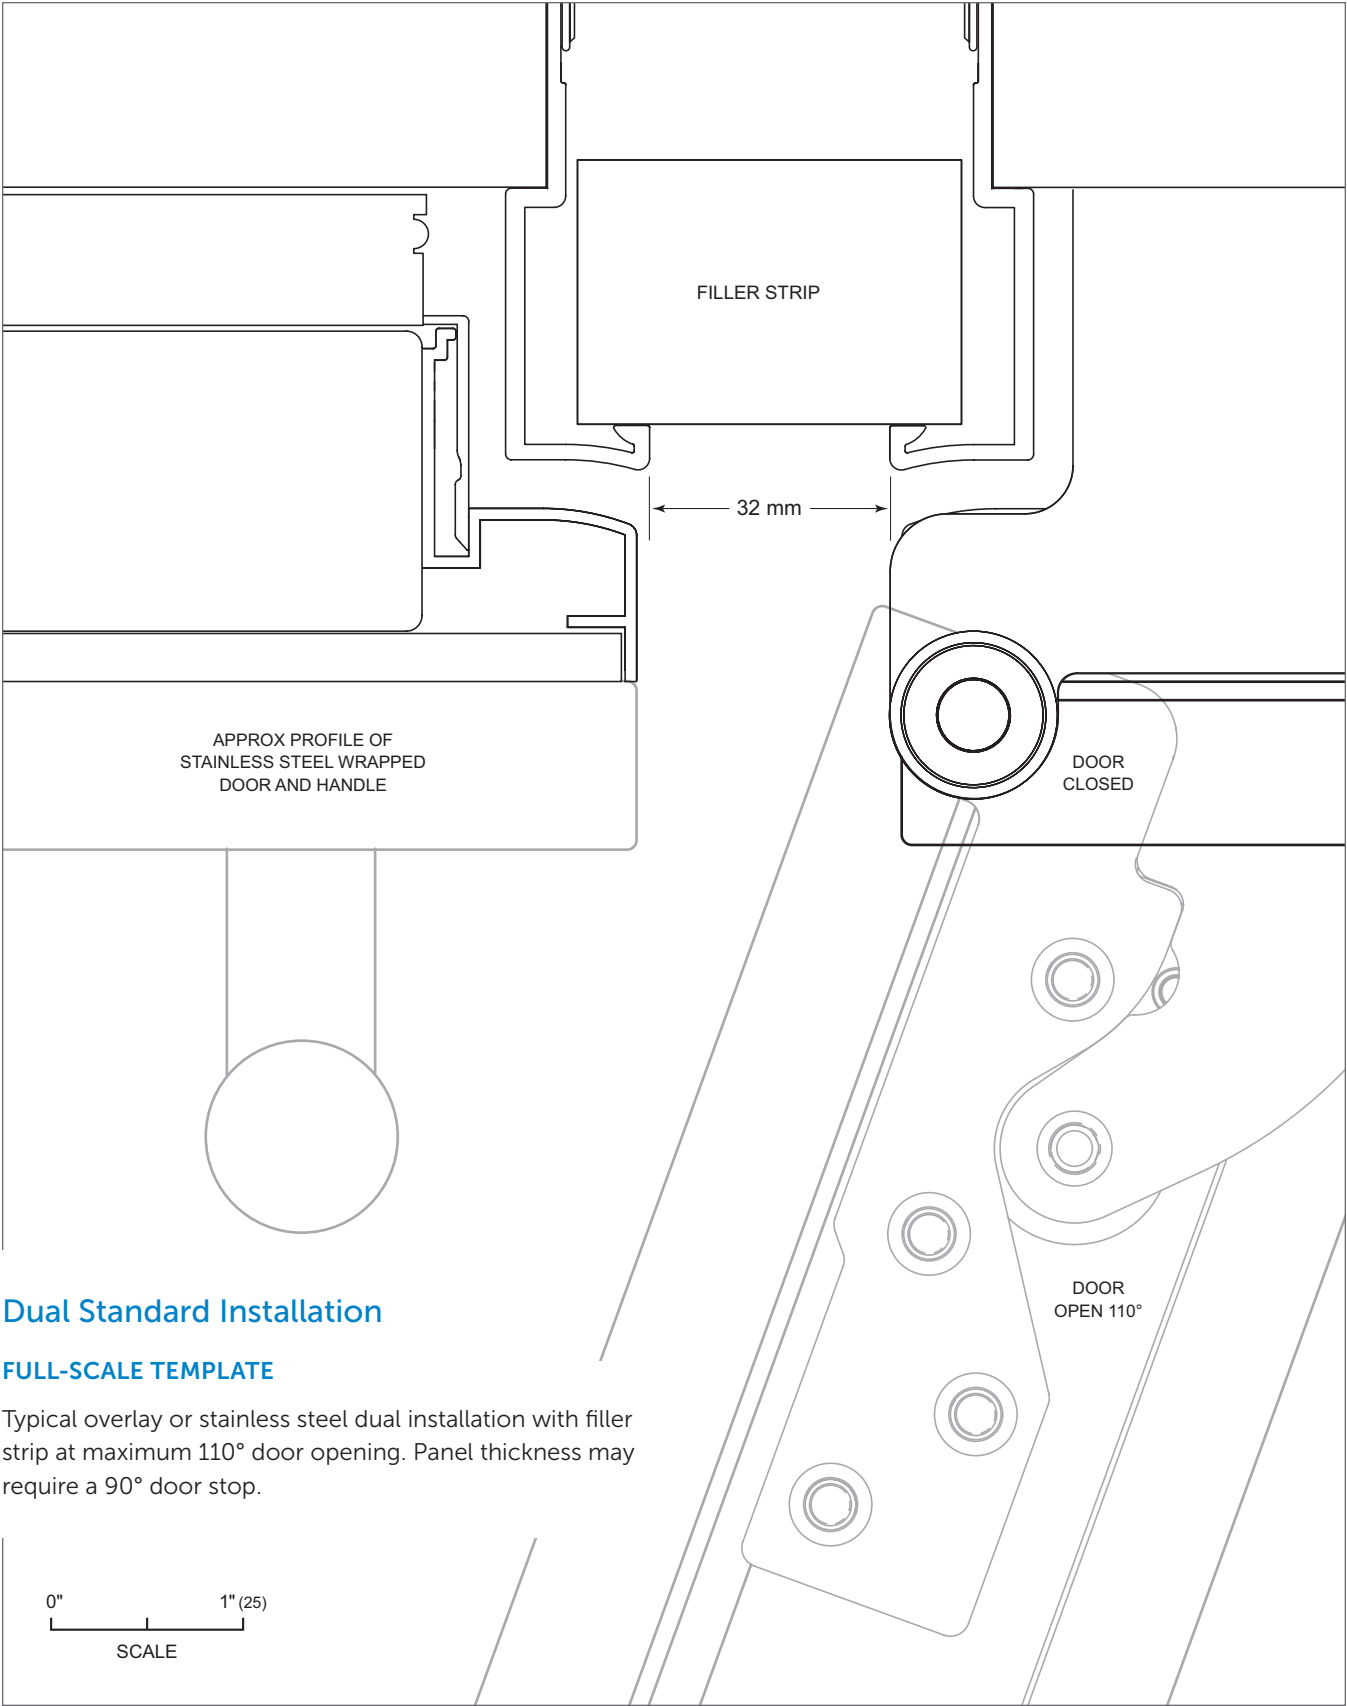 FILLER STRIP
32 mm
APPROX PROFILE OF
STAINLESS STEEL WRAPPED
DOOR AND HANDLE
DOOR
CLOSED
DOOR
OPEN 110°
Dual Standard Installation
FULL-SCALE TEMPLATE
Typical overlay or stainless steel dual installation with filler
strip at maximum 110° door opening. Panel thickness may
require a 90° door stop.
0" 1" (25)
SCALE